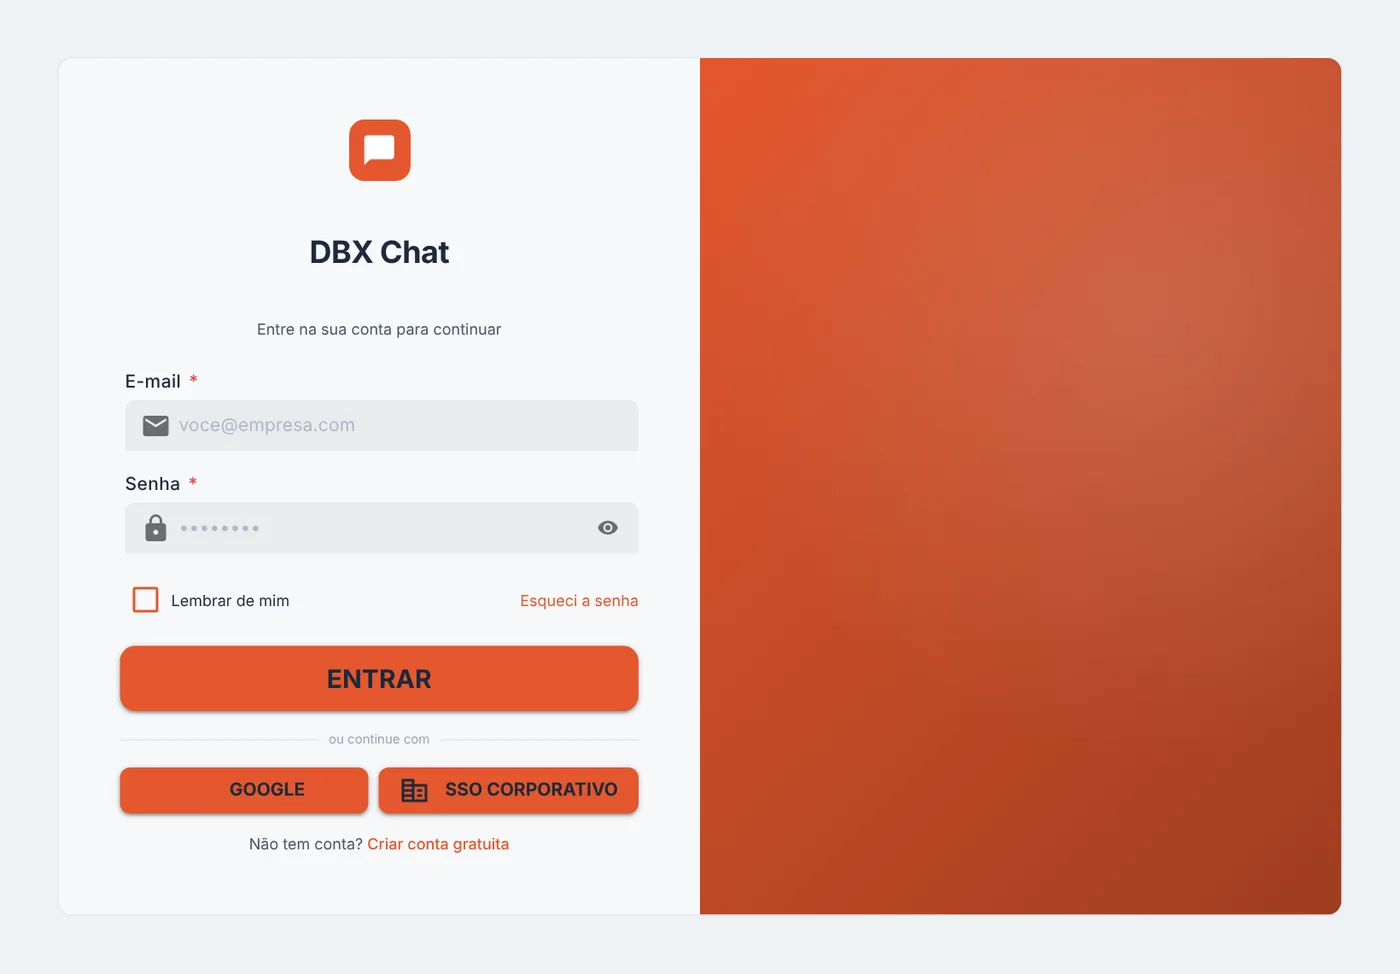 DBX Chat
Entre na sua conta para continuar
E-mail *
voce@empresa.com
Senha *
••••••••
Lembrar de mim
Esqueci a senha
ENTRAR
ou continue com
GOOGLE
SSO CORPORATIVO
Não tem conta? Criar conta gratuita